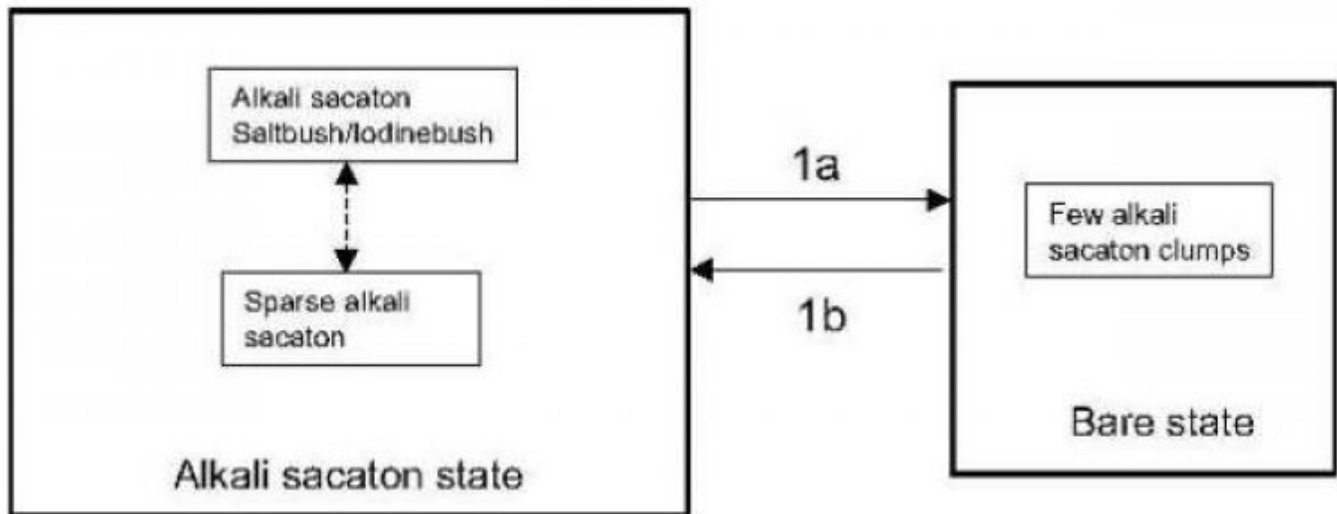 Alkali sacaton
Saltbush/Iodinebush
Sparse alkali
sacaton
Alkali sacaton state
1a
1b
Few alkali
sacaton clumps
Bare state